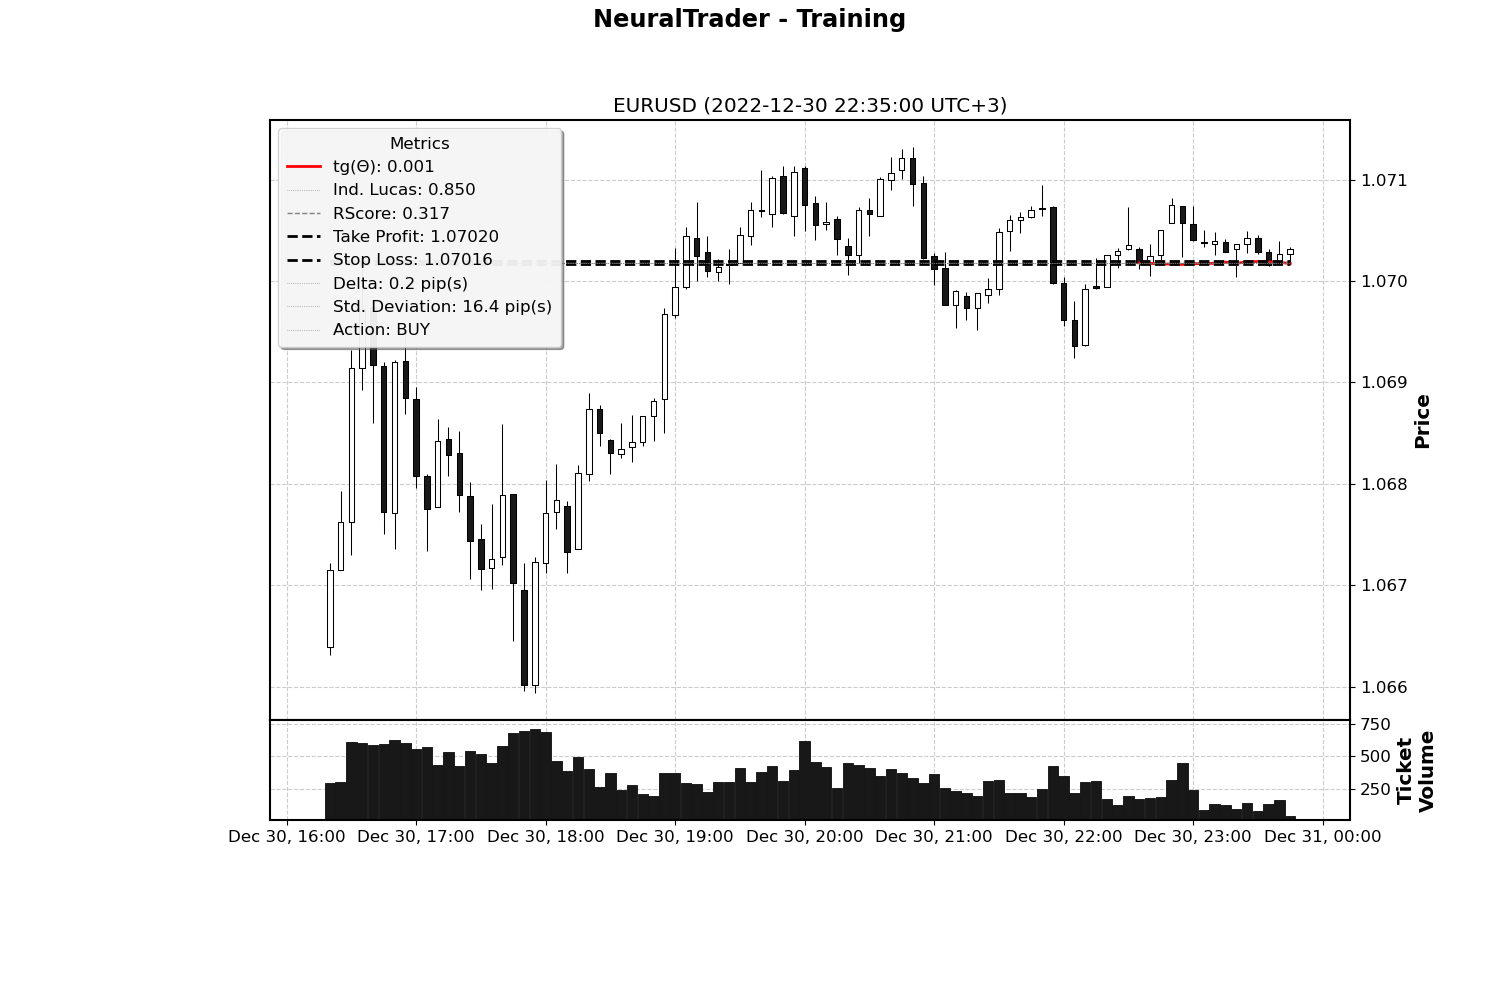 NeuralTrader - Training
EURUSD (2022-12-30 22:35:00 UTC+3)
Metrics
tg(Θ): 0.001
Ind. Lucas: 0.850
RScore: 0.317
Take Profit: 1.07020
Stop Loss: 1.07016
Delta: 0.2 pip(s)
Std. Deviation: 16.4 pip(s)
Action: BUY
1.071
1.070
1.069
1.068
1.067
1.066
Price
750
500
250
Ticket
Volume
Dec 30, 16:00 Dec 30, 17:00 Dec 30, 18:00 Dec 30, 19:00 Dec 30, 20:00 Dec 30, 21:00 Dec 30, 22:00 Dec 30, 23:00 Dec 31, 00:00